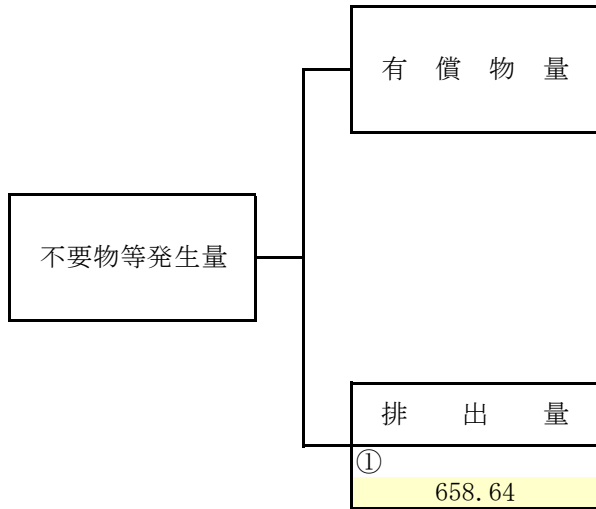 有償物量
不要物等発生量
排出量
①
658.64